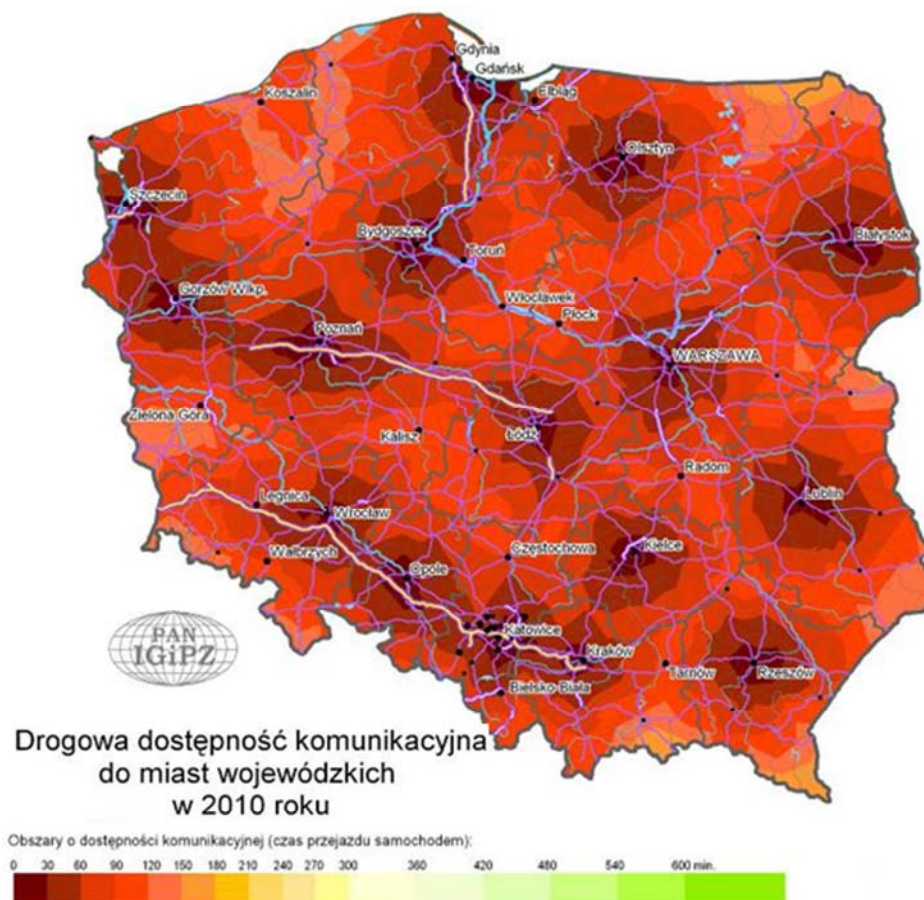 Gdynia
Gdańsk
Elbląg
Koszalin
Olsztyn
Szczecin
Białystok
Bydgoszcz
Toruń
Gorzów Wlkp.
Włocławek
Płock
Poznań
WARSZAWA
Zielona Góra
Kalisz
Łódź
Radom
Lublin
Legnica
Wrocław
Wałbrzych
Częstochowa
Kielce
Opole
Katowice
Kraków
Tarnów
Rzeszów
Bielsko-Biała
PAN
IGiPZ
Drogowa dostępność komunikacyjna
do miast wojewódzkich
w 2010 roku
Obszary o dostępności komunikacyjnej (czas przejazdu samochodem):
0 30 60 90 120 150 180 210 240 270 300 360 420 480 540 600 min.